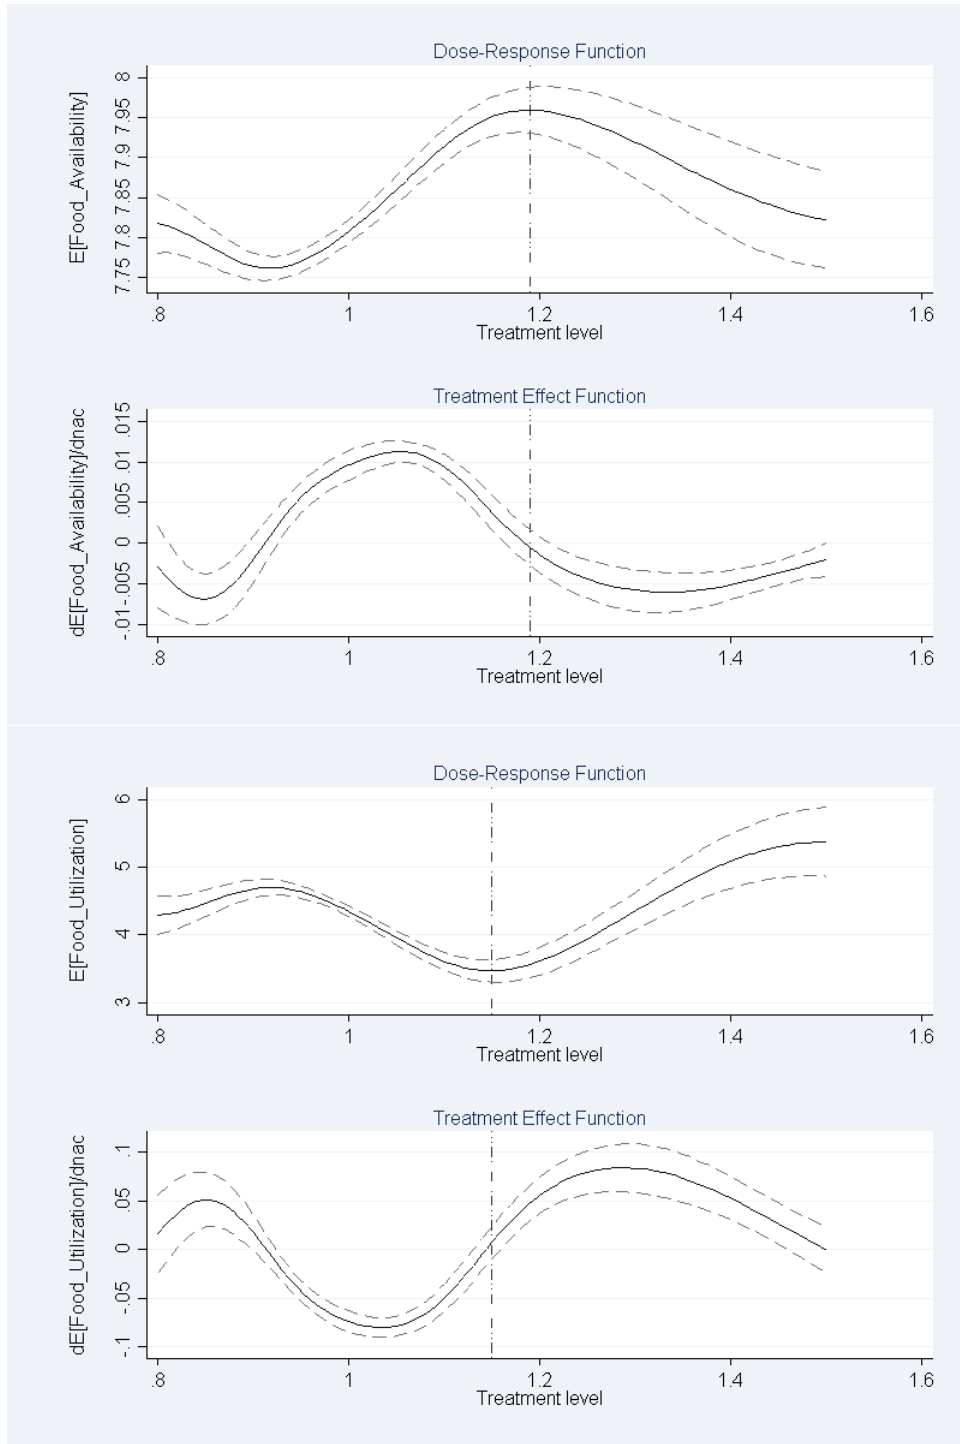 Dose-Response Function
E[Food_Availability]
8
7.95
7.9
7.85
7.8
7.75
.8 1 1.2 1.4 1.6
Treatment level
Treatment Effect Function
dE[Food_Availability]/dnac
.015
.01
.005
0
-.005
-.01
.8 1 1.2 1.4 1.6
Treatment level
Dose-Response Function
E[Food_Utilization]
6
5
4
3
.8 1 1.2 1.4 1.6
Treatment level
Treatment Effect Function
dE[Food_Utilization]/dnac
.1
.05
0
-.05
-.1
.8 1 1.2 1.4 1.6
Treatment level